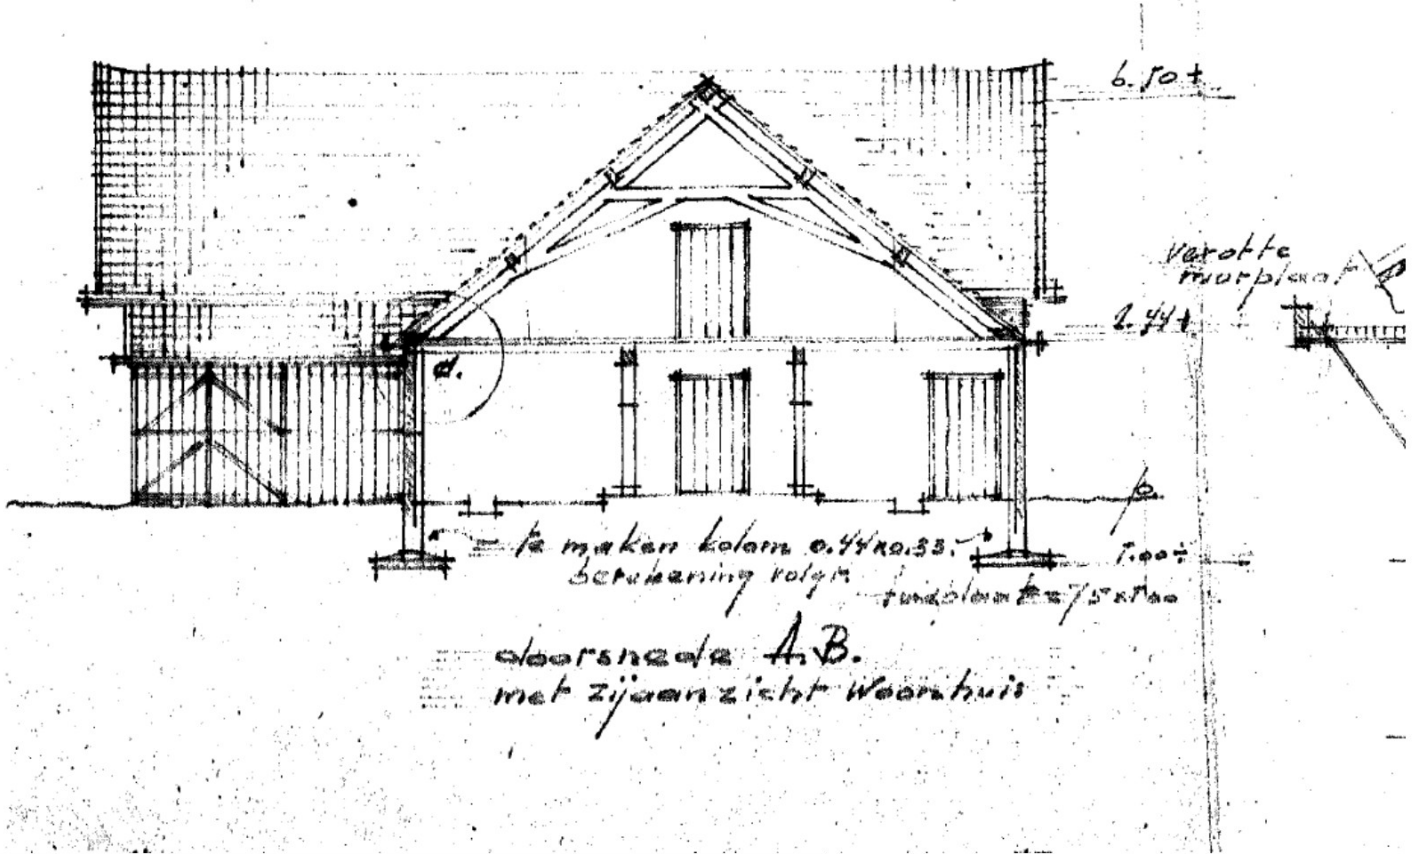 6.50+
verotte
murplaat
2.44+
d.
te maken kolom 0.44x0.33.
berekening volgt
1.00÷
doorsnede A.B.
met zijaanzicht Woonhuis